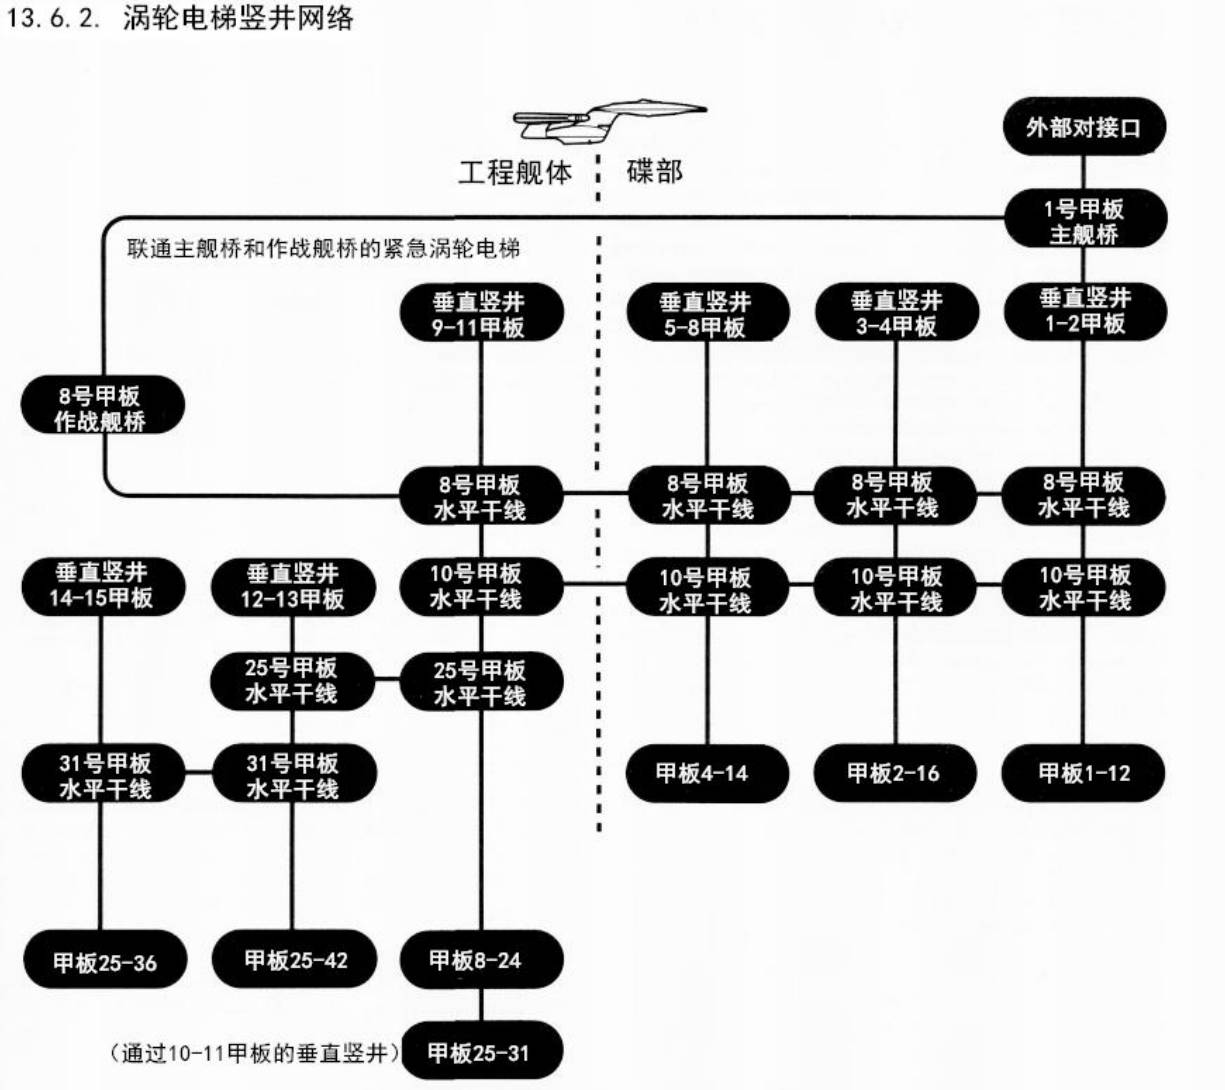 13.6.2. 涡轮电梯竖井网络
外部对接口
工程舰体
碟部
1号甲板
主舰桥
联通主舰桥和作战舰桥的紧急涡轮电梯
垂直竖井
9-11甲板
垂直竖井
5-8甲板
垂直竖井
3-4甲板
垂直竖井
1-2甲板
8号甲板
作战舰桥
8号甲板
水平干线
8号甲板
水平干线
8号甲板
水平干线
8号甲板
水平干线
垂直竖井
14-15甲板
垂直竖井
12-13甲板
10号甲板
水平干线
10号甲板
水平干线
10号甲板
水平干线
10号甲板
水平干线
25号甲板
水平干线
25号甲板
水平干线
31号甲板
水平干线
31号甲板
水平干线
甲板4-14
甲板2-16
甲板1-12
甲板25-36
甲板25-42
甲板8-24
（通过10-11甲板的垂直竖井）
甲板25-31